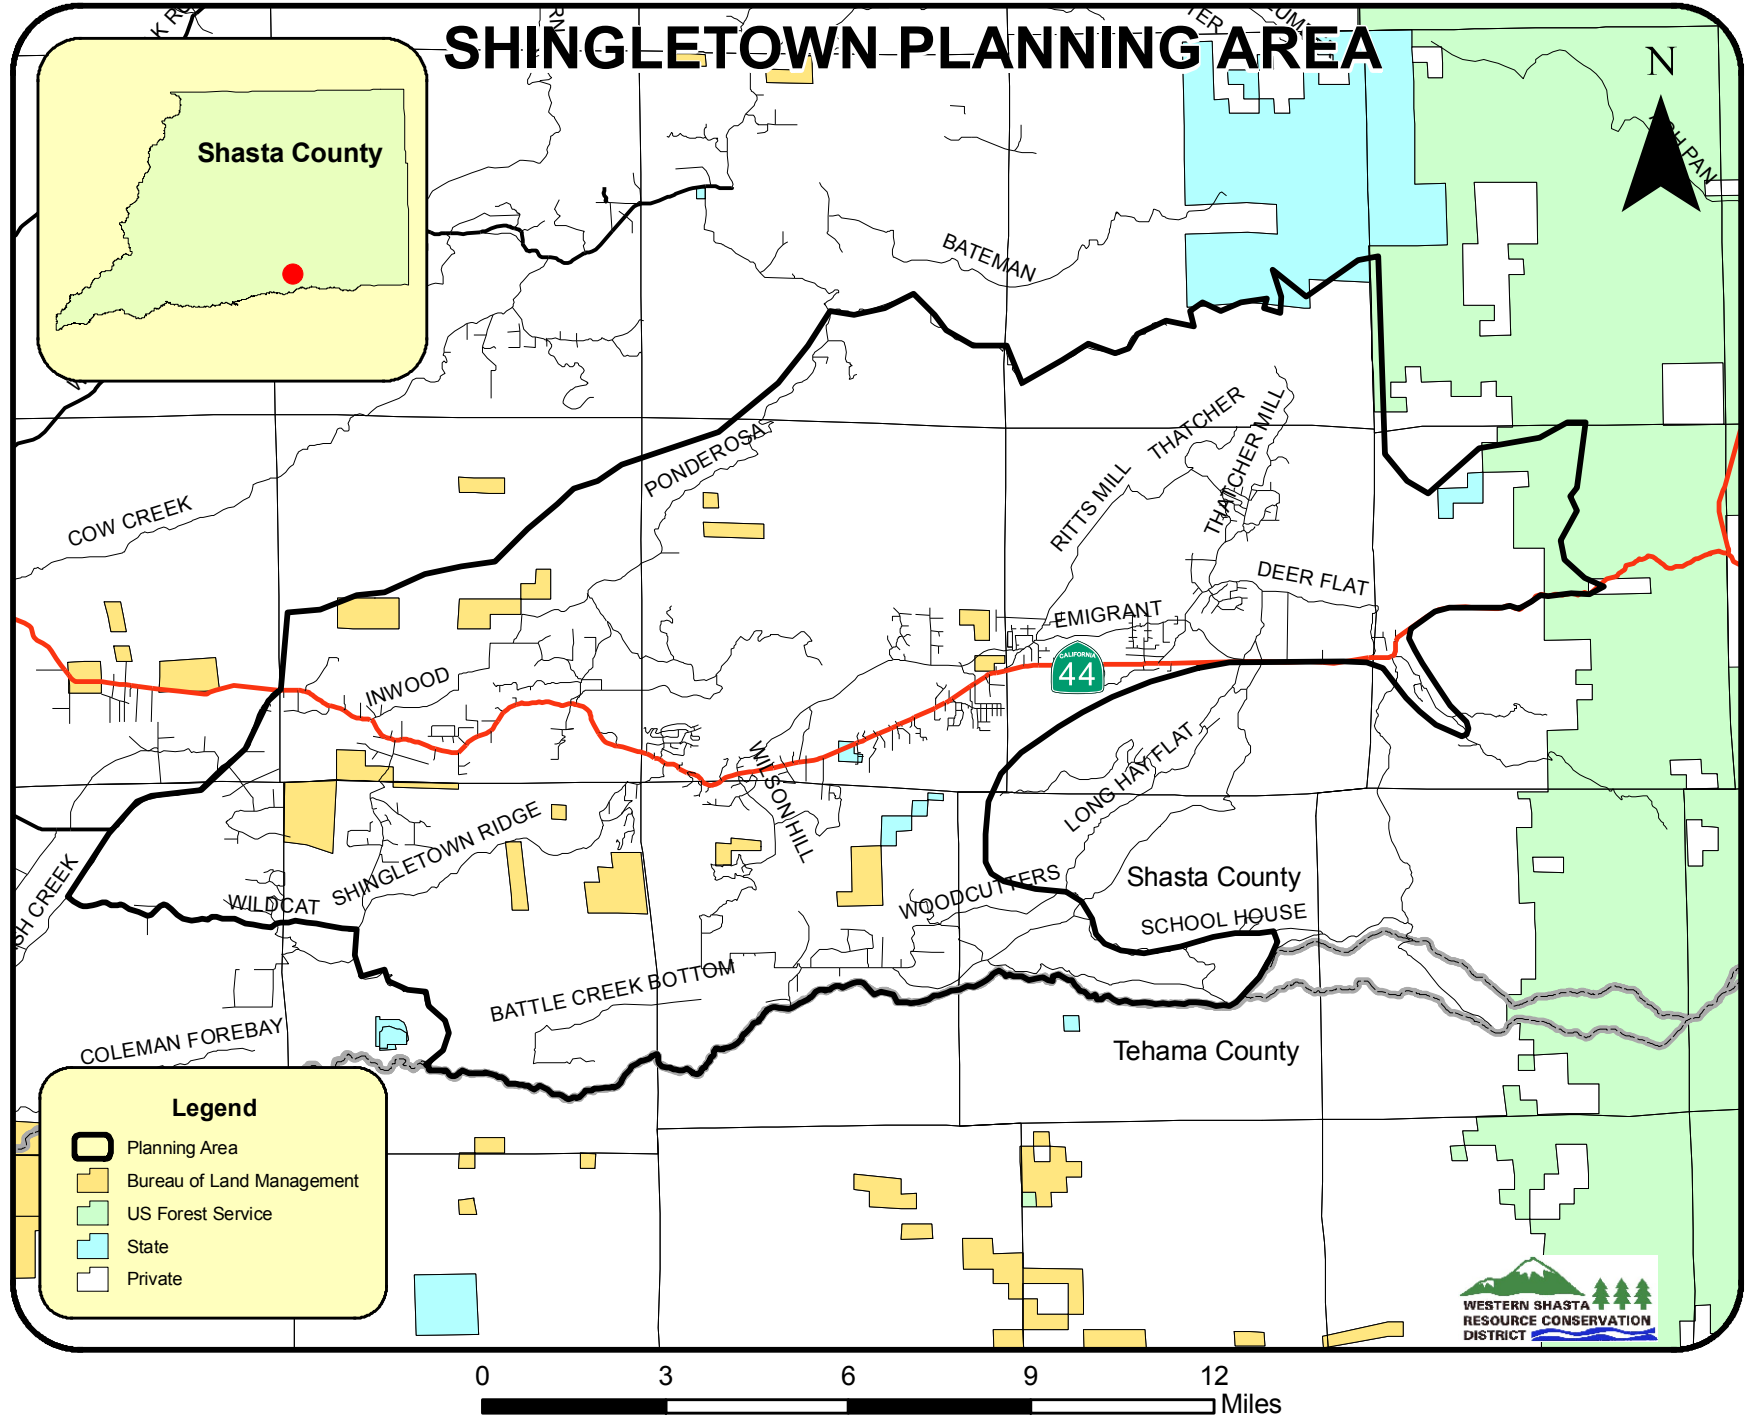 SHINGLETOWN PLANNING AREA
N
Shasta County
BATEMAN
COW CREEK
PONDEROSA
THATCHER
RITTS MILL
THATCHER MILL
DEER FLAT
EMIGRANT
CALIFORNIA
44
INWOOD
WILSON HILL
LONG HAY FLAT
SHINGLETOWN RIDGE
WILDCAT
WOODCUTTERS
Shasta County
SCHOOL HOUSE
BATTLE CREEK BOTTOM
COLEMAN FOREBAY
Tehama County
SH CREEK
Legend
Planning Area
Bureau of Land Management
US Forest Service
State
Private
WESTERN SHASTA
RESOURCE CONSERVATION
DISTRICT
0 3 6 9 12
Miles